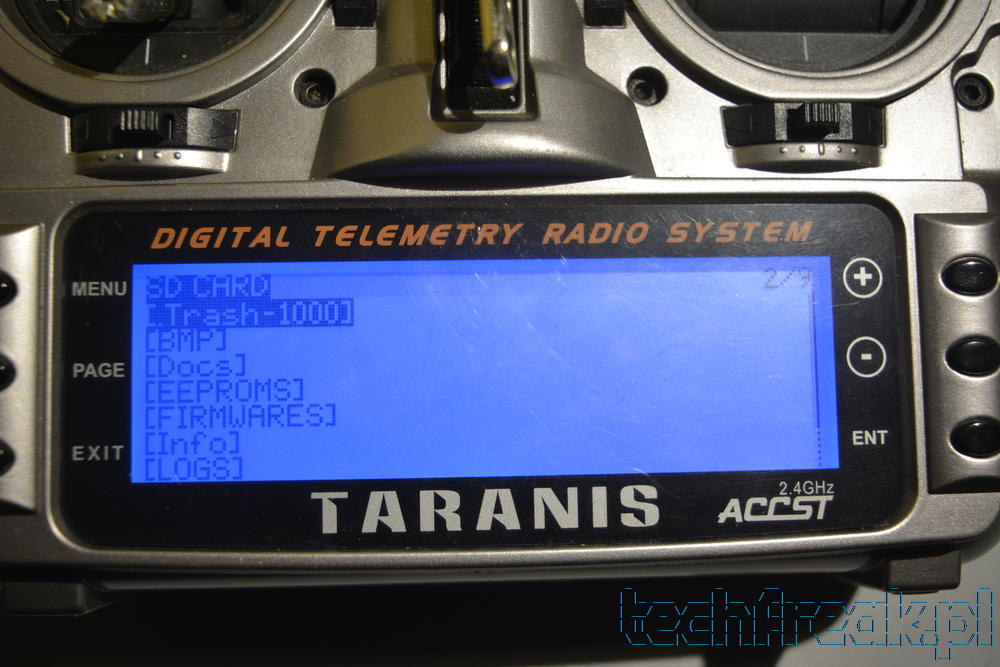 DIGITAL TELEMETRY RADIO SYSTEM
MENU
PAGE
EXIT
SD CARD 2/9
[.Trash-1000]
[BMP]
[Docs]
[EEPROMS]
[FIRMWARES]
[Info]
[LOGS]
+
-
ENT
TARANIS
2.4GHz
ACCST
techfreak.pl